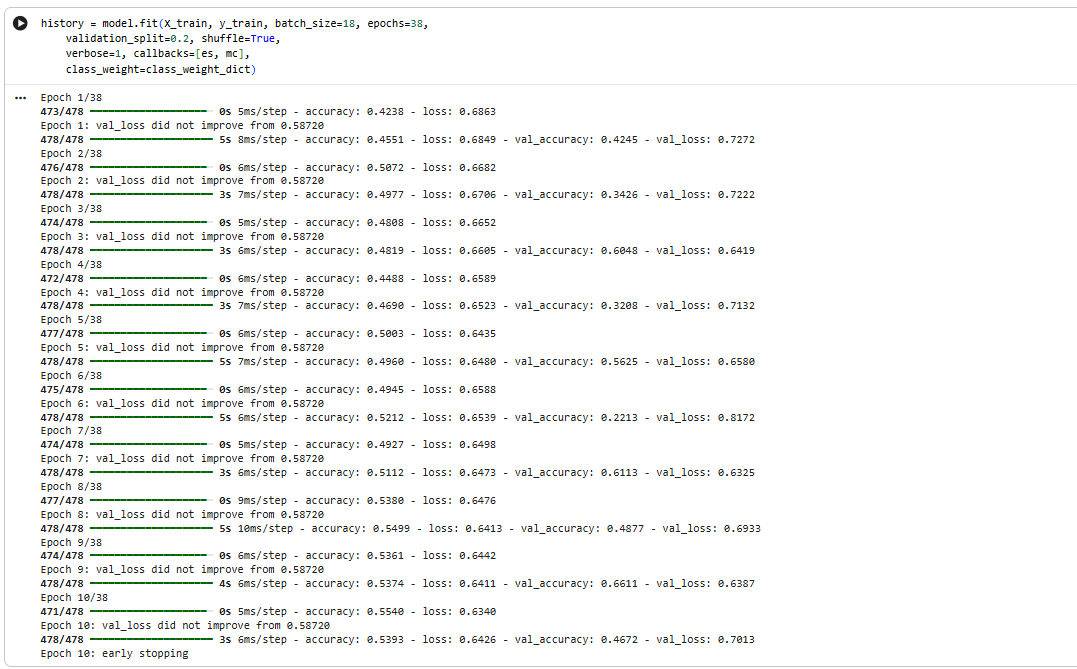 history = model.fit(X_train, y_train, batch_size=18, epochs=38,
validation_split=0.2, shuffle=True,
verbose=1, callbacks=[es, mc],
class_weight=class_weight_dict)
Epoch 1/38
473/478 0s 5ms/step - accuracy: 0.4238 - loss: 0.6863
Epoch 1: val_loss did not improve from 0.58720
478/478 5s 8ms/step - accuracy: 0.4551 - loss: 0.6849 - val_accuracy: 0.4245 - val_loss: 0.7272
Epoch 2/38
476/478 0s 6ms/step - accuracy: 0.5072 - loss: 0.6682
Epoch 2: val_loss did not improve from 0.58720
478/478 3s 7ms/step - accuracy: 0.4977 - loss: 0.6706 - val_accuracy: 0.3426 - val_loss: 0.7222
Epoch 3/38
474/478 0s 5ms/step - accuracy: 0.4808 - loss: 0.6652
Epoch 3: val_loss did not improve from 0.58720
478/478 3s 6ms/step - accuracy: 0.4819 - loss: 0.6605 - val_accuracy: 0.6048 - val_loss: 0.6419
Epoch 4/38
472/478 0s 6ms/step - accuracy: 0.4488 - loss: 0.6589
Epoch 4: val_loss did not improve from 0.58720
478/478 3s 7ms/step - accuracy: 0.4690 - loss: 0.6523 - val_accuracy: 0.3208 - val_loss: 0.7132
Epoch 5/38
477/478 0s 6ms/step - accuracy: 0.5003 - loss: 0.6435
Epoch 5: val_loss did not improve from 0.58720
478/478 5s 7ms/step - accuracy: 0.4960 - loss: 0.6480 - val_accuracy: 0.5625 - val_loss: 0.6580
Epoch 6/38
475/478 0s 6ms/step - accuracy: 0.4945 - loss: 0.6588
Epoch 6: val_loss did not improve from 0.58720
478/478 5s 6ms/step - accuracy: 0.5212 - loss: 0.6539 - val_accuracy: 0.2213 - val_loss: 0.8172
Epoch 7/38
474/478 0s 5ms/step - accuracy: 0.4927 - loss: 0.6498
Epoch 7: val_loss did not improve from 0.58720
478/478 3s 6ms/step - accuracy: 0.5112 - loss: 0.6473 - val_accuracy: 0.6113 - val_loss: 0.6325
Epoch 8/38
477/478 0s 9ms/step - accuracy: 0.5380 - loss: 0.6476
Epoch 8: val_loss did not improve from 0.58720
478/478 5s 10ms/step - accuracy: 0.5499 - loss: 0.6413 - val_accuracy: 0.4877 - val_loss: 0.6933
Epoch 9/38
474/478 0s 6ms/step - accuracy: 0.5361 - loss: 0.6442
Epoch 9: val_loss did not improve from 0.58720
478/478 4s 6ms/step - accuracy: 0.5374 - loss: 0.6411 - val_accuracy: 0.6611 - val_loss: 0.6387
Epoch 10/38
471/478 0s 5ms/step - accuracy: 0.5540 - loss: 0.6340
Epoch 10: val_loss did not improve from 0.58720
478/478 3s 6ms/step - accuracy: 0.5393 - loss: 0.6426 - val_accuracy: 0.4672 - val_loss: 0.7013
Epoch 10: early stopping